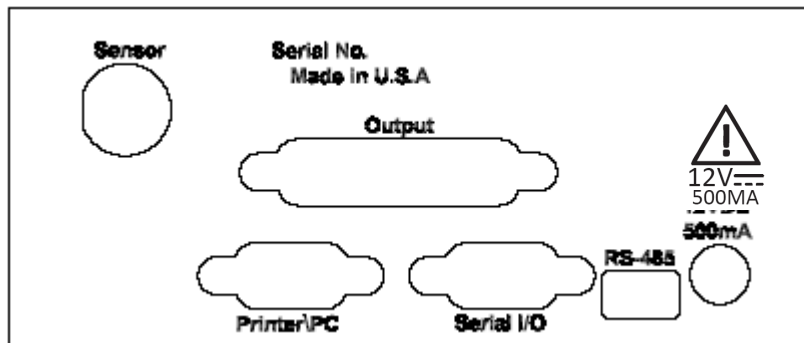 Sensor
Serial No.
Made in U.S.A
Output
12V
500MA
500mA
RS-485
Printer\PC
Serial I/O